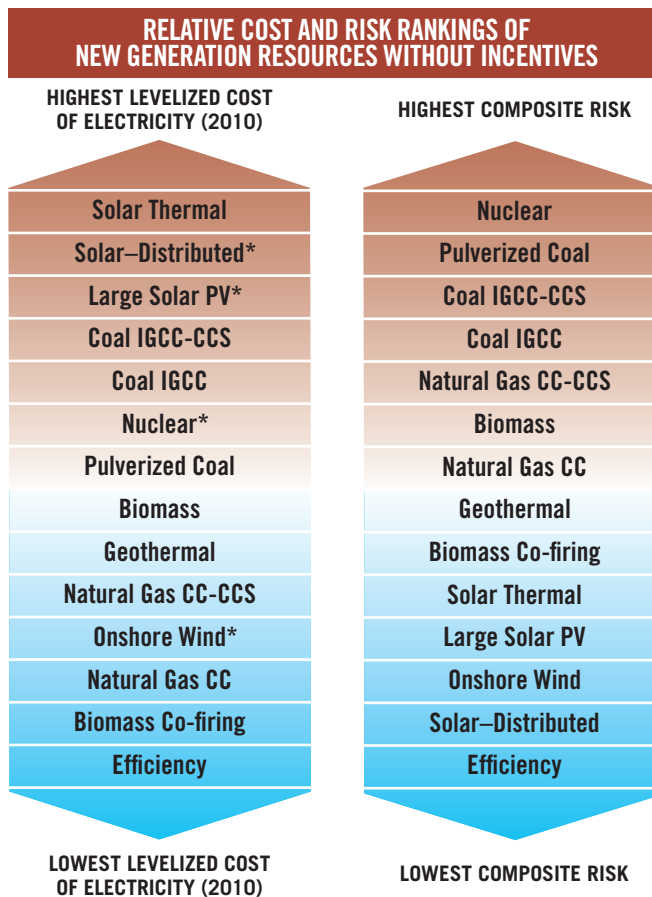 RELATIVE COST AND RISK RANKINGS OF
NEW GENERATION RESOURCES WITHOUT INCENTIVES
HIGHEST LEVELIZED COST
OF ELECTRICITY (2010)
Solar Thermal
Solar–Distributed*
Large Solar PV*
Coal IGCC-CCS
Coal IGCC
Nuclear*
Pulverized Coal
Biomass
Geothermal
Natural Gas CC-CCS
Onshore Wind*
Natural Gas CC
Biomass Co-firing
Efficiency
LOWEST LEVELIZED COST
OF ELECTRICITY (2010)
HIGHEST COMPOSITE RISK
Nuclear
Pulverized Coal
Coal IGCC-CCS
Coal IGCC
Natural Gas CC-CCS
Biomass
Natural Gas CC
Geothermal
Biomass Co-firing
Solar Thermal
Large Solar PV
Onshore Wind
Solar–Distributed
Efficiency
LOWEST COMPOSITE RISK